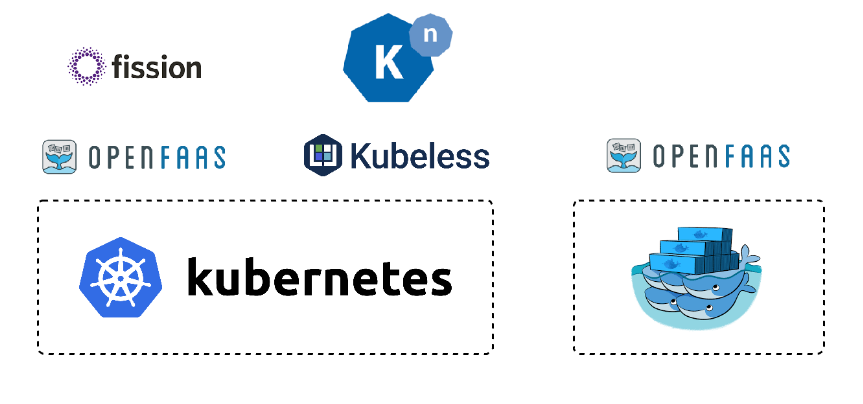 fission
K n
OPENFAAS
Kubeless
OPENFAAS
kubernetes